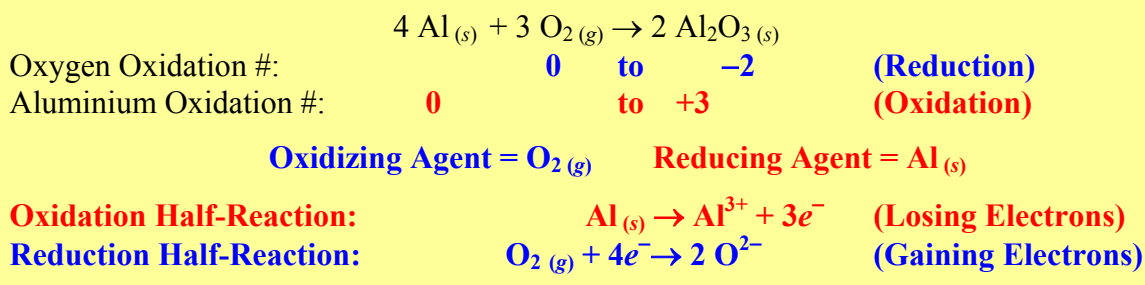 4 Al (s) + 3 O2 (g) → 2 Al2O3 (s)
Oxygen Oxidation #: 0 to −2 (Reduction)
Aluminium Oxidation #: 0 to +3 (Oxidation)
Oxidizing Agent = O2 (g) Reducing Agent = Al (s)
Oxidation Half-Reaction: Al (s) → Al³⁺ + 3e⁻ (Losing Electrons)
Reduction Half-Reaction: O2 (g) + 4e⁻ → 2 O²⁻ (Gaining Electrons)